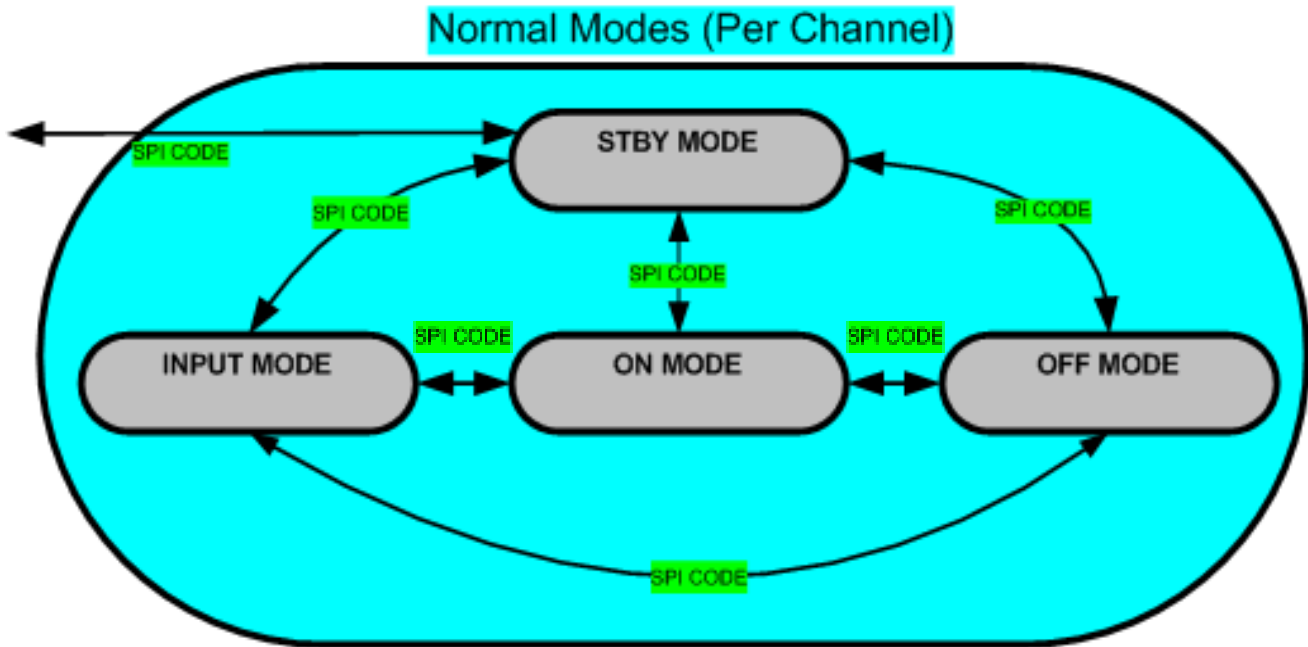 Normal Modes (Per Channel)
STBY MODE
SPI CODE
SPI CODE
SPI CODE
SPI CODE
SPI CODE
SPI CODE
INPUT MODE
ON MODE
OFF MODE
SPI CODE